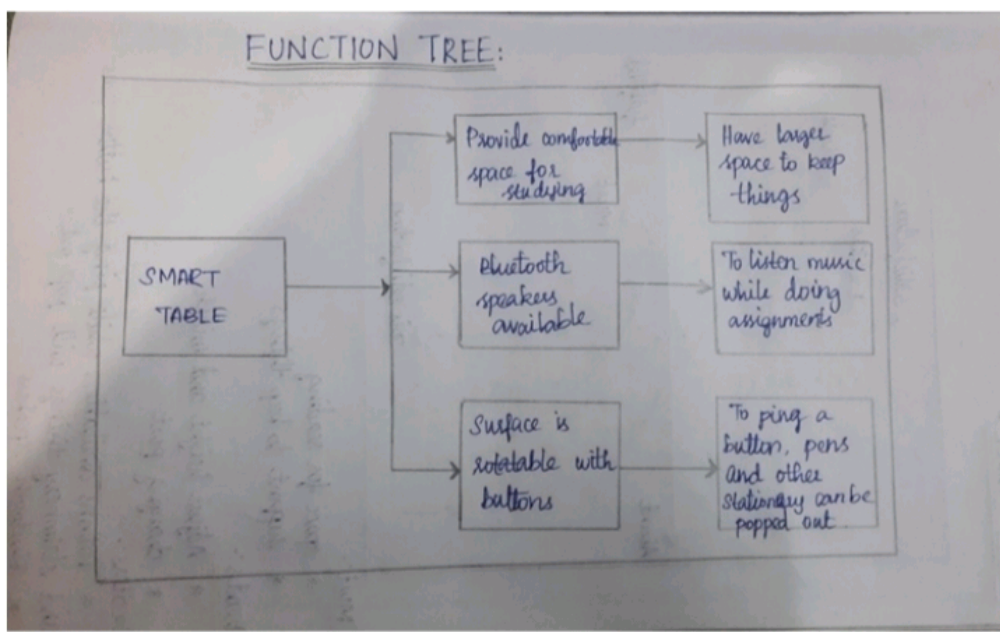 FUNCTION TREE:
SMART
TABLE
Provide comfortable
space for
studying
Have larger
space to keep
things
Bluetooth
speakers
available
To listen music
while doing
assignments
Surface is
rotatable with
buttons
To ping a
button, pens
and other
stationary can be
popped out